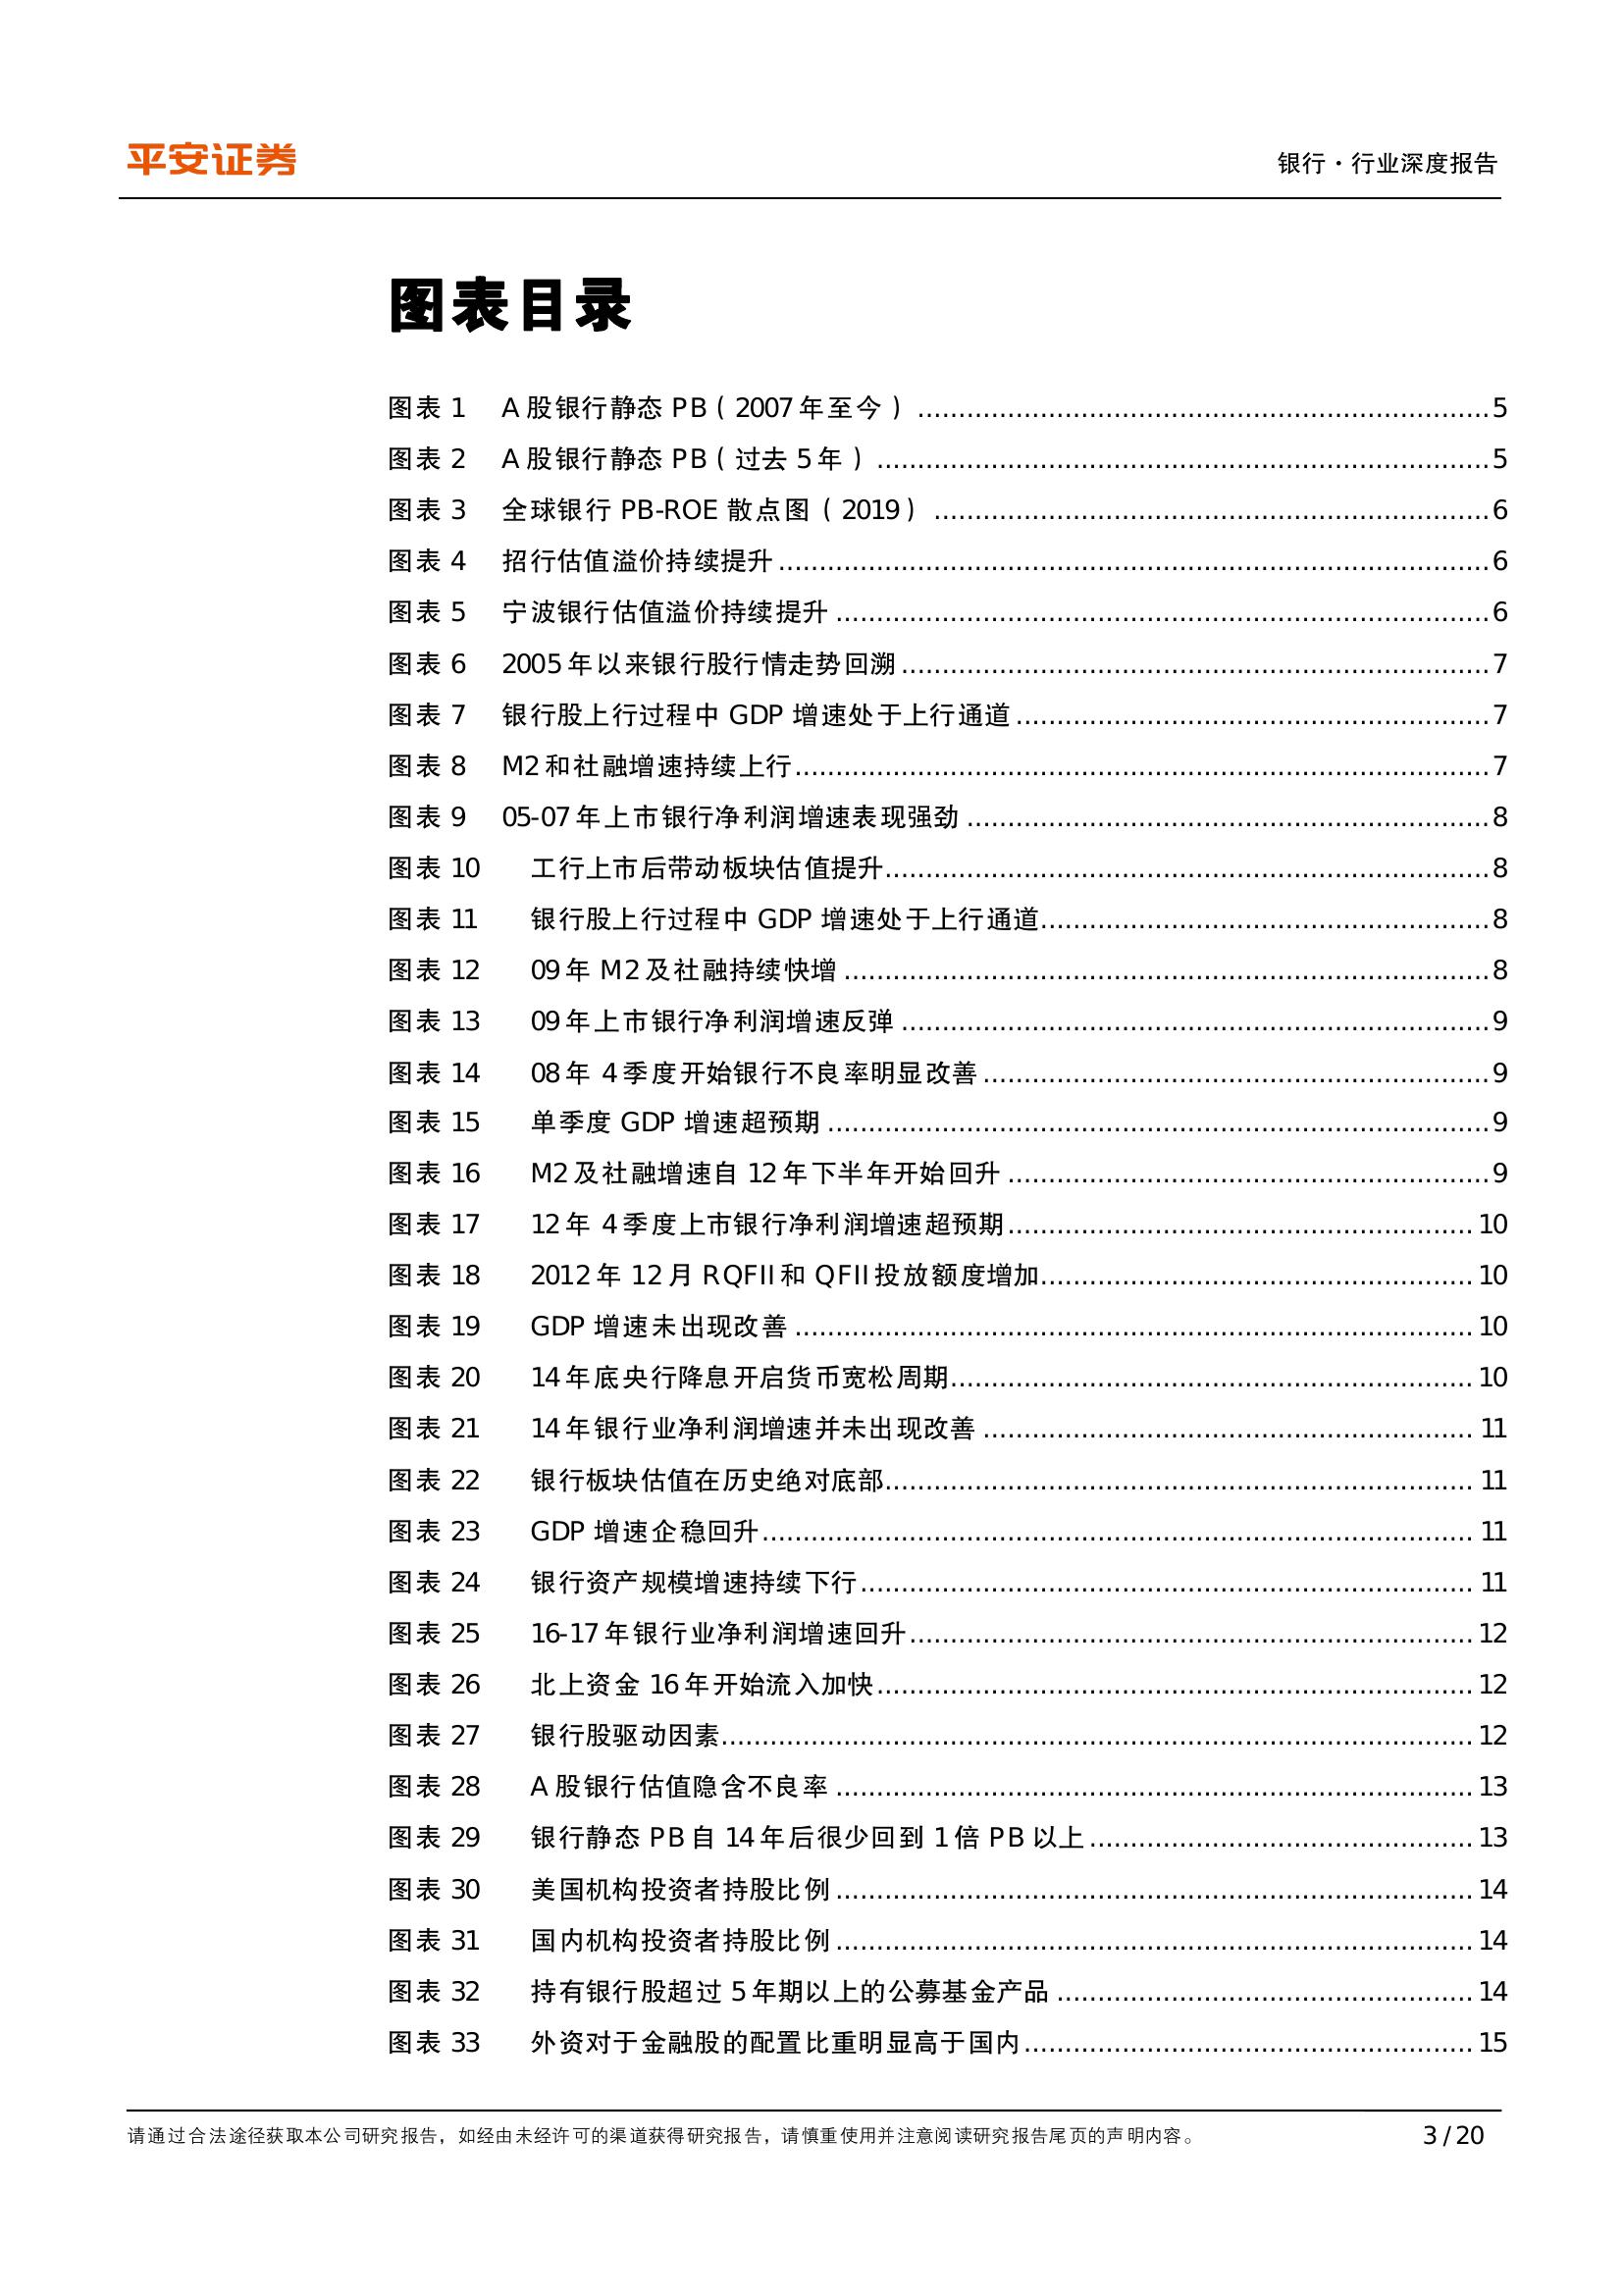 平安证券
银行·行业深度报告
图表目录
图表 1 A 股银行静态 PB（2007 年至今）........................5
图表 2 A 股银行静态 PB（过去 5 年）........................5
图表 3 全球银行 PB-ROE 散点图（2019）........................6
图表 4 招行估值溢价持续提升........................6
图表 5 宁波银行估值溢价持续提升........................6
图表 6 2005 年以来银行股行情走势回溯........................7
图表 7 银行股上行过程中 GDP 增速处于上行通道........................7
图表 8 M2 和社融增速持续上行........................7
图表 9 05-07 年上市银行净利润增速表现强劲........................8
图表 10 工行上市后带动板块估值提升........................8
图表 11 银行股上行过程中 GDP 增速处于上行通道........................8
图表 12 09 年 M2 及社融持续快增........................8
图表 13 09 年上市银行净利润增速反弹........................9
图表 14 08 年 4 季度开始银行不良率明显改善........................9
图表 15 单季度 GDP 增速超预期........................9
图表 16 M2 及社融增速自 12 年下半年开始回升........................9
图表 17 12 年 4 季度上市银行净利润增速超预期........................10
图表 18 2012 年 12 月 RQFII 和 QFII 投放额度增加........................10
图表 19 GDP 增速未出现改善........................10
图表 20 14 年底央行降息开启货币宽松周期........................10
图表 21 14 年银行业净利润增速并未出现改善........................11
图表 22 银行板块估值在历史绝对底部........................11
图表 23 GDP 增速企稳回升........................11
图表 24 银行资产规模增速持续下行........................11
图表 25 16-17 年银行业净利润增速回升........................12
图表 26 北上资金 16 年开始流入加快........................12
图表 27 银行股驱动因素........................12
图表 28 A 股银行估值隐含不良率........................13
图表 29 银行静态 PB 自 14 年后很少回到 1 倍 PB 以上........................13
图表 30 美国机构投资者持股比例........................14
图表 31 国内机构投资者持股比例........................14
图表 32 持有银行股超过 5 年期以上的公募基金产品........................14
图表 33 外资对于金融股的配置比重明显高于国内........................15
请通过合法途径获取本公司研究报告，如经由未经许可的渠道获得研究报告，请慎重使用并注意阅读研究报告尾页的声明内容。
3 / 20